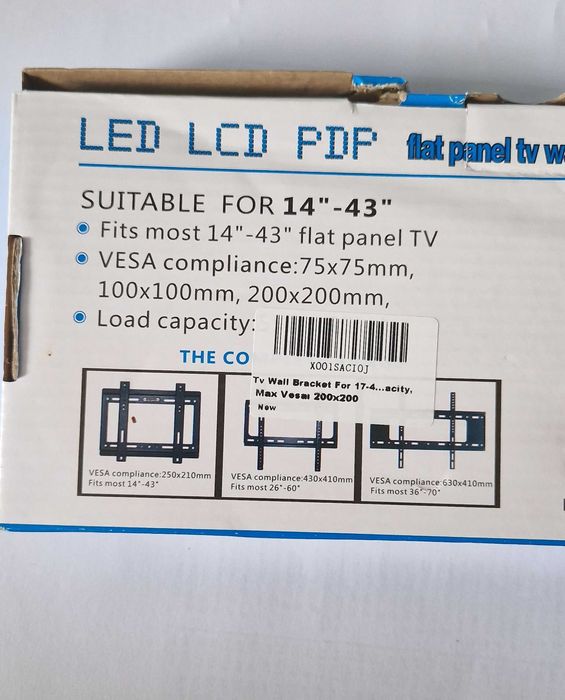 LED LCD PDP flat panel tv w
SUITABLE FOR 14"-43"
Fits most 14"-43" flat panel TV
VESA compliance:75x75mm,
100x100mm, 200x200mm,
Load capacity:
THE CO
X001SACI0J
Tv Wall Bracket For 17-4...acity,
Max Vesa: 200x200
New
VESA compliance:250x210mm
Fits most 14"-43"
VESA compliance:430x410mm
Fits most 26"-60"
VESA compliance:630x410mm
Fits most 36"-70"